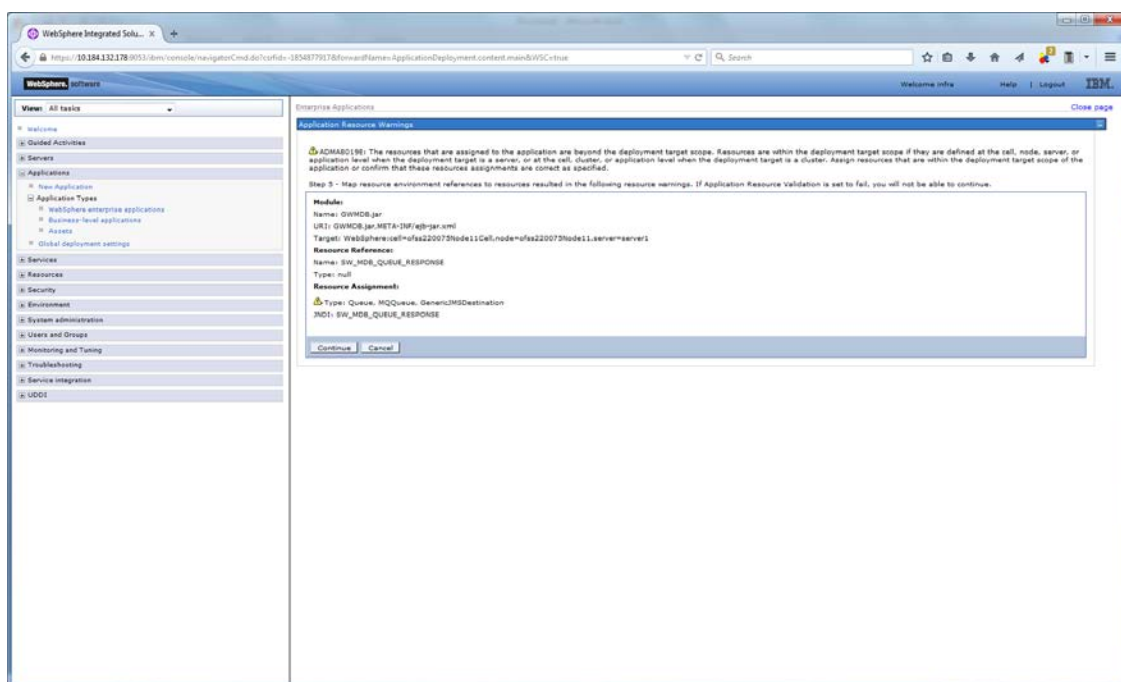 WebSphere Integrated Solu... × +
https://10.184.132.178:9053/ibm/console/navigatorCmd.do?csrfid=-1854877917&forwardName=ApplicationDeployment.content.main&WSC=true
Search
WebSphere. software
Welcome infra
Help | Logout
IBM.
View: All tasks
Welcome
Guided Activities
Servers
Applications
New Application
Application Types
WebSphere enterprise applications
Business-level applications
Assets
Global deployment settings
Services
Resources
Security
Environment
System administration
Users and Groups
Monitoring and Tuning
Troubleshooting
Service integration
UDDI
Enterprise Applications
Close page
Application Resource Warnings
ADMA8019E: The resources that are assigned to the application are beyond the deployment target scope. Resources are within the deployment target scope if they are defined at the cell, node, server, or
application level when the deployment target is a server, or at the cell, cluster, or application level when the deployment target is a cluster. Assign resources that are within the deployment target scope of the
application or confirm that these resources assignments are correct as specified.
Step 5 - Map resource environment references to resources resulted in the following resource warnings. If Application Resource Validation is set to fail, you will not be able to continue.
Module:
Name: GWMDB.jar
URI: GWMDB.jar,META-INF/ejb-jar.xml
Target: WebSphere:cell=ofss220075Node11Cell,node=ofss220075Node11,server=server1
Resource Reference:
Name: SW_MDB_QUEUE_RESPONSE
Type: null
Resource Assignment:
Type: Queue, MQQueue, GenericJMSDestination
JNDI: SW_MDB_QUEUE_RESPONSE
Continue Cancel